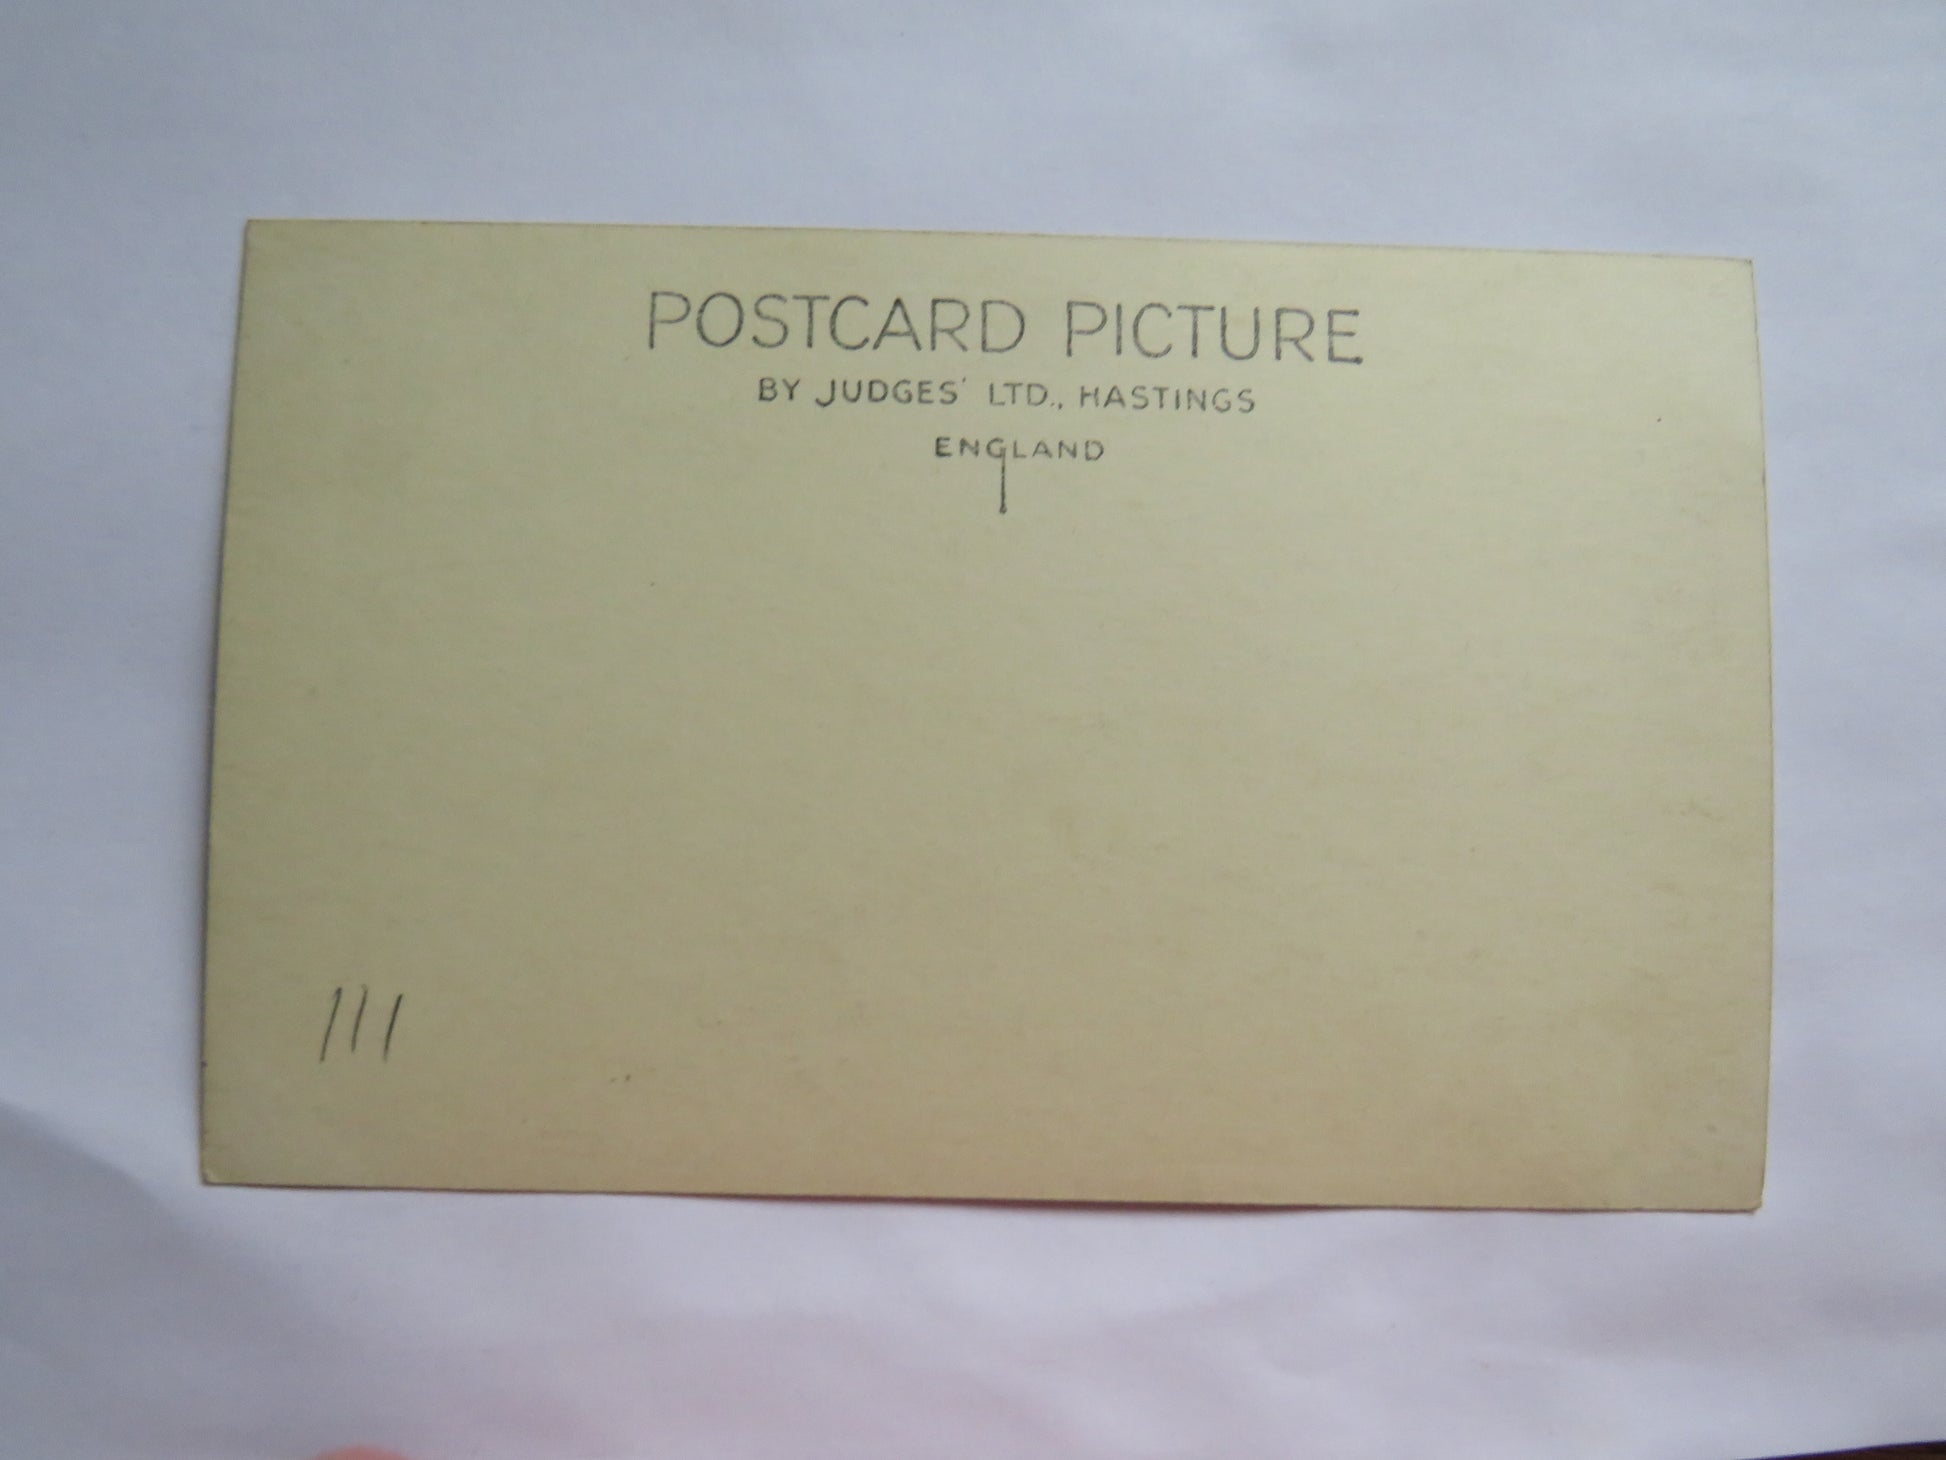 POSTCARD PICTURE
BY JUDGES' LTD., HASTINGS
ENGLAND
111